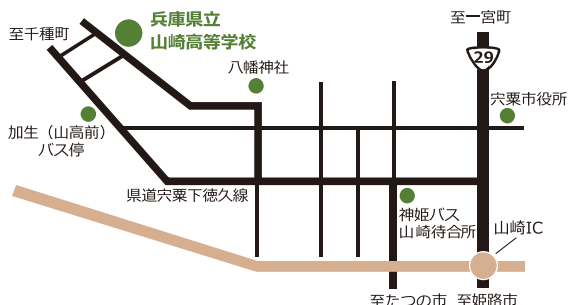 兵庫県立
山崎高等学校
至一宮町
至千種町
29
八幡神社
宍粟市役所
加生（山高前）
バス停
県道宍粟下徳久線
神姫バス
山崎待合所
山崎IC
至たつの市
至姫路市